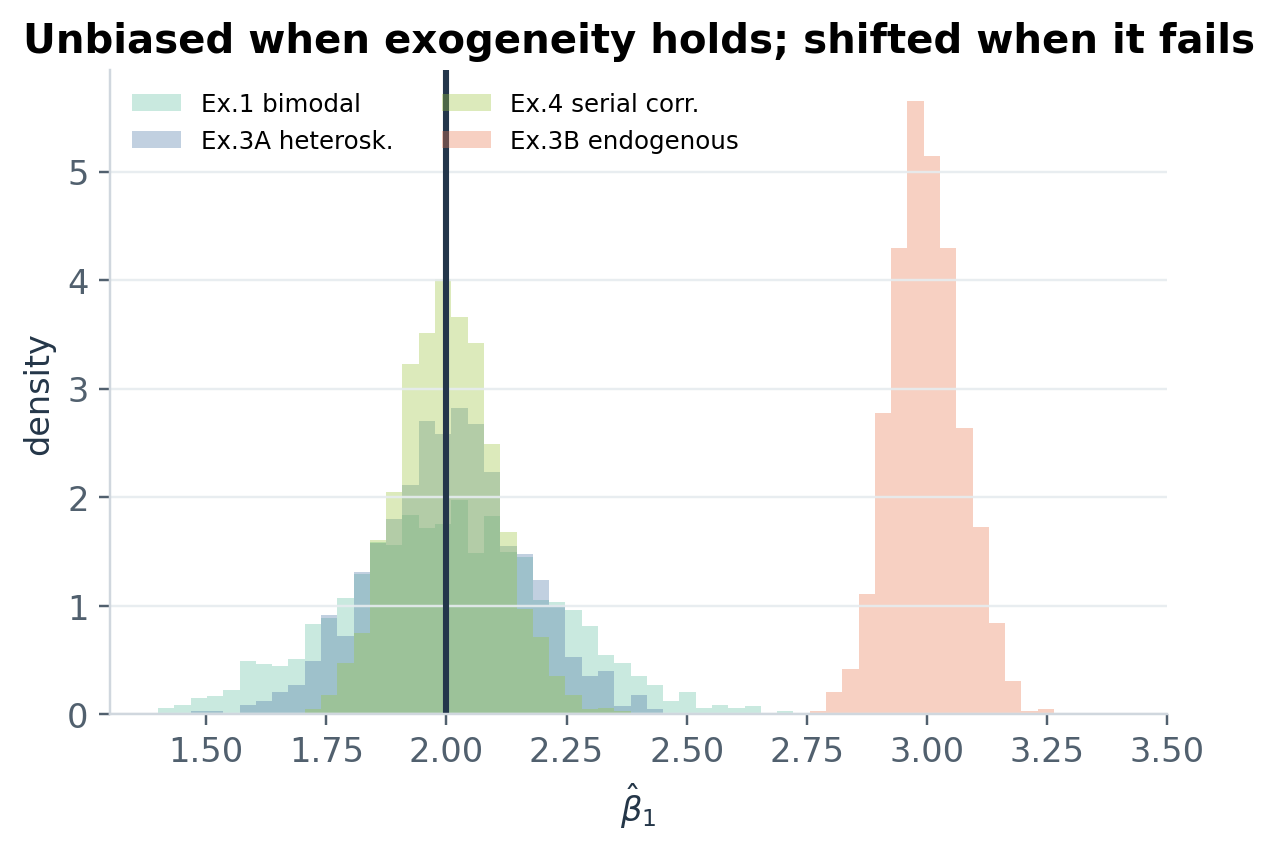 Unbiased when exogeneity holds; shifted when it fails
Ex.1 bimodal
Ex.3A heterosk.
Ex.4 serial corr.
Ex.3B endogenous
density
5
4
3
2
1
0
1.50 1.75 2.00 2.25 2.50 2.75 3.00 3.25 3.50
β̂₁